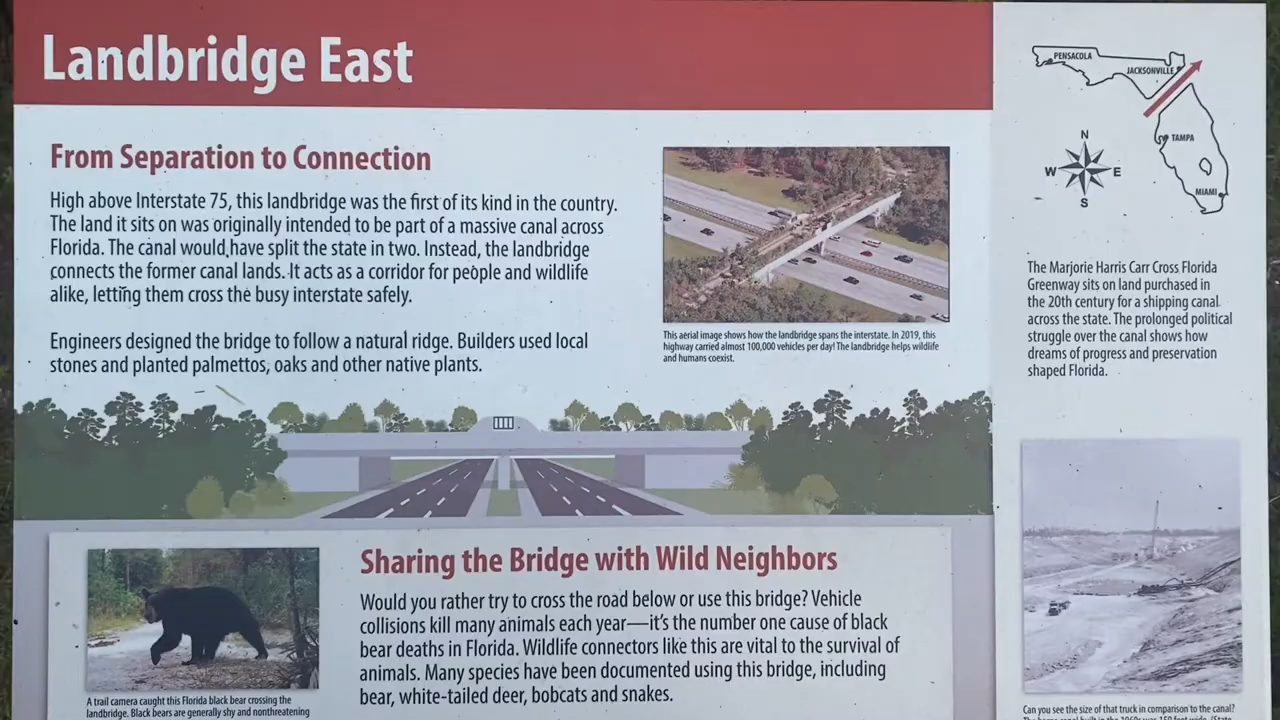 Landbridge East
From Separation to Connection
High above Interstate 75, this landbridge was the first of its kind in the country.
The land it sits on was originally intended to be part of a massive canal across
Florida. The canal would have split the state in two. Instead, the landbridge
connects the former canal lands. It acts as a corridor for people and wildlife
alike, letting them cross the busy interstate safely.
Engineers designed the bridge to follow a natural ridge. Builders used local
stones and planted palmettos, oaks and other native plants.
This aerial image shows how the landbridge spans the interstate. In 2019, this
highway carried almost 100,000 vehicles per day! The landbridge helps wildlife
and humans coexist.
Sharing the Bridge with Wild Neighbors
Would you rather try to cross the road below or use this bridge? Vehicle
collisions kill many animals each year—it's the number one cause of black
bear deaths in Florida. Wildlife connectors like this are vital to the survival of
animals. Many species have been documented using this bridge, including
bear, white-tailed deer, bobcats and snakes.
A trail camera caught this Florida black bear crossing the
landbridge. Black bears are generally shy and nonthreatening
PENSACOLA
JACKSONVILLE
TAMPA
MIAMI
N
W E
S
The Marjorie Harris Carr Cross Florida
Greenway sits on land purchased in
the 20th century for a shipping canal
across the state. The prolonged political
struggle over the canal shows how
dreams of progress and preservation
shaped Florida.
Can you see the size of that truck in comparison to the canal?